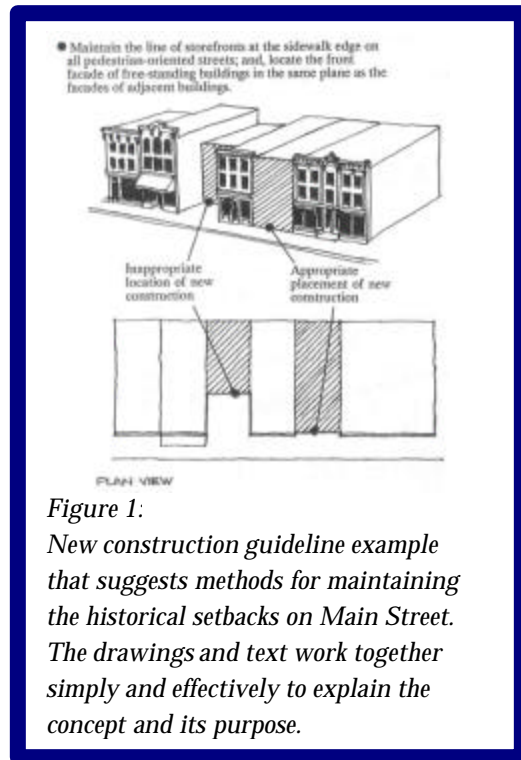 ● Maintain the line of storefronts at the sidewalk edge on
all pedestrian-oriented streets; and, locate the front
facade of free-standing buildings in the same plane as the
facades of adjacent buildings.
Inappropriate
location of new
construction
Appropriate
placement of new
construction
PLAN VIEW
Figure 1:
New construction guideline example
that suggests methods for maintaining
the historical setbacks on Main Street.
The drawings and text work together
simply and effectively to explain the
concept and its purpose.